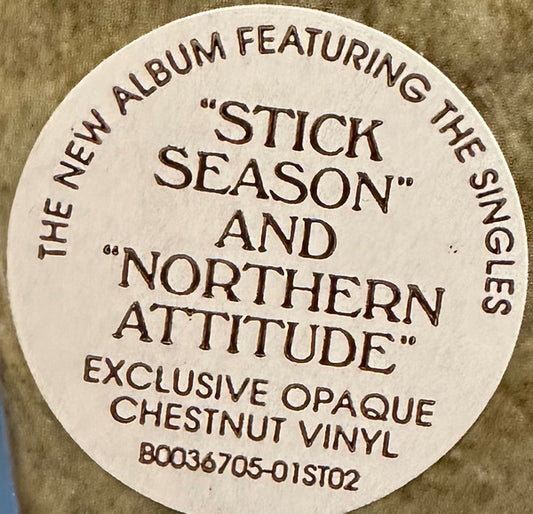 THE NEW ALBUM FEATURING THE SINGLES
"STICK
SEASON"
AND
"NORTHERN
ATTITUDE"
EXCLUSIVE OPAQUE
CHESTNUT VINYL
B0036705-01ST02